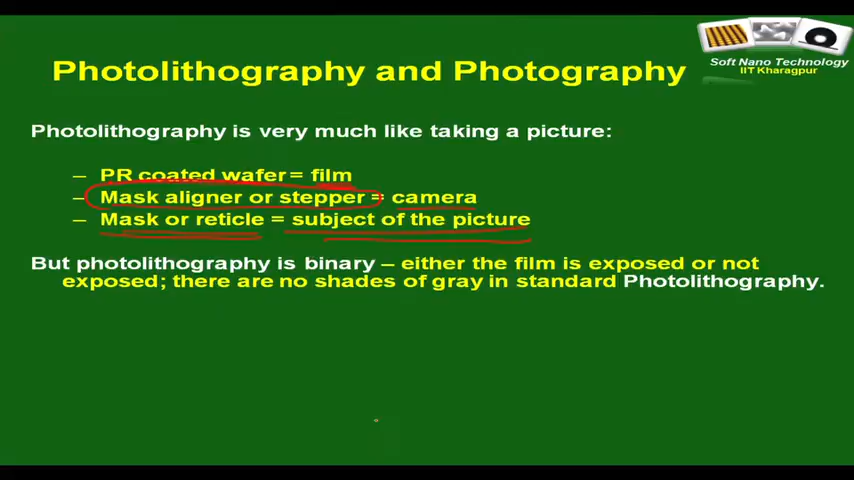 Soft Nano Technology
IIT Kharagpur
Photolithography and Photography
Photolithography is very much like taking a picture:
– PR coated wafer = film
– Mask aligner or stepper = camera
– Mask or reticle = subject of the picture
But photolithography is binary – either the film is exposed or not
exposed; there are no shades of gray in standard Photolithography.